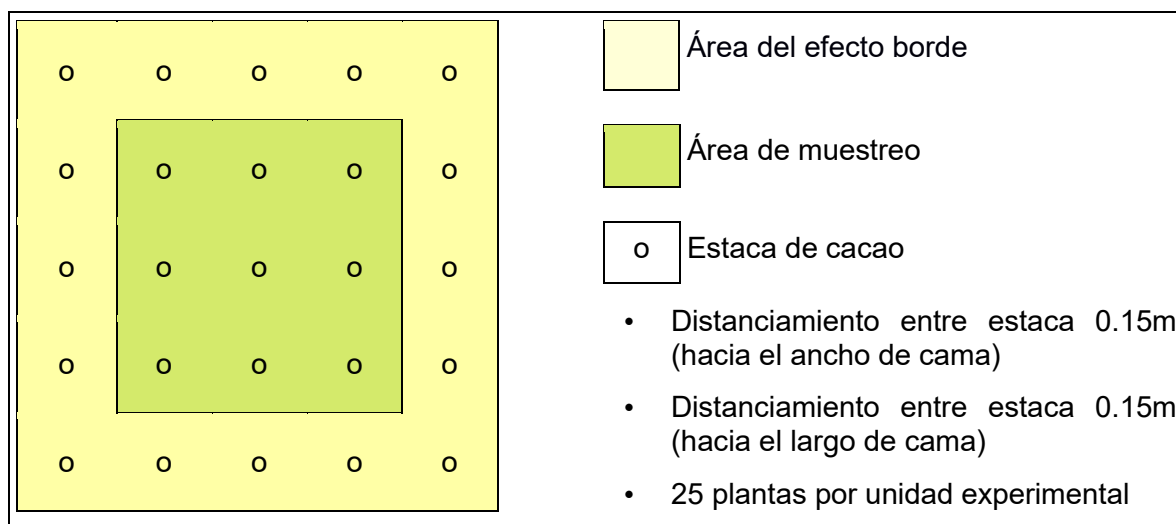 o o o o o
o o o o o
o o o o o
o o o o o
o o o o o
Área del efecto borde
Área de muestreo
o Estaca de cacao
• Distanciamiento entre estaca 0.15m
(hacia el ancho de cama)
• Distanciamiento entre estaca 0.15m
(hacia el largo de cama)
• 25 plantas por unidad experimental